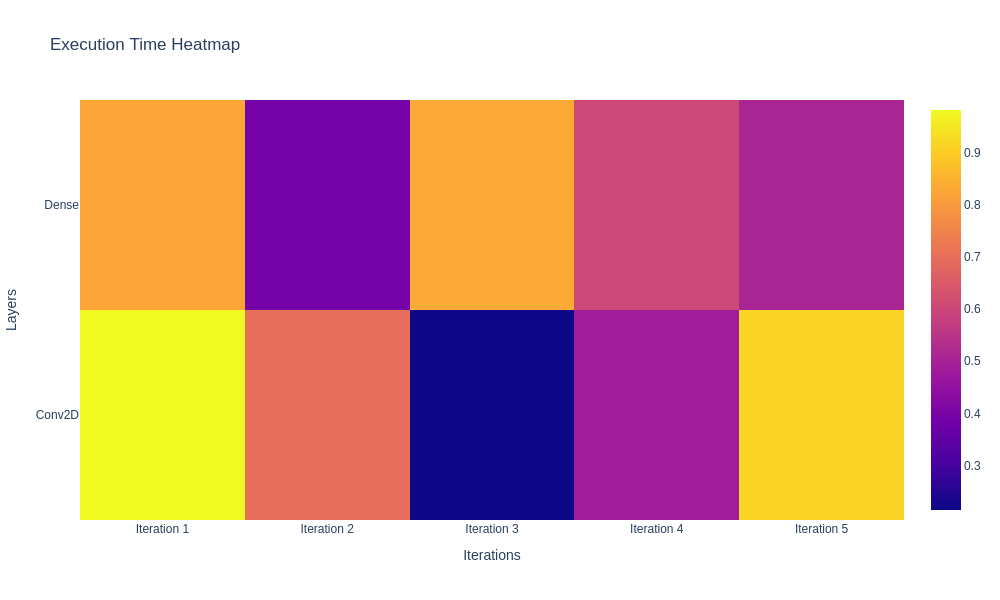 Execution Time Heatmap
Layers
Dense
Conv2D
Iteration 1
Iteration 2
Iteration 3
Iteration 4
Iteration 5
Iterations
0.9
0.8
0.7
0.6
0.5
0.4
0.3